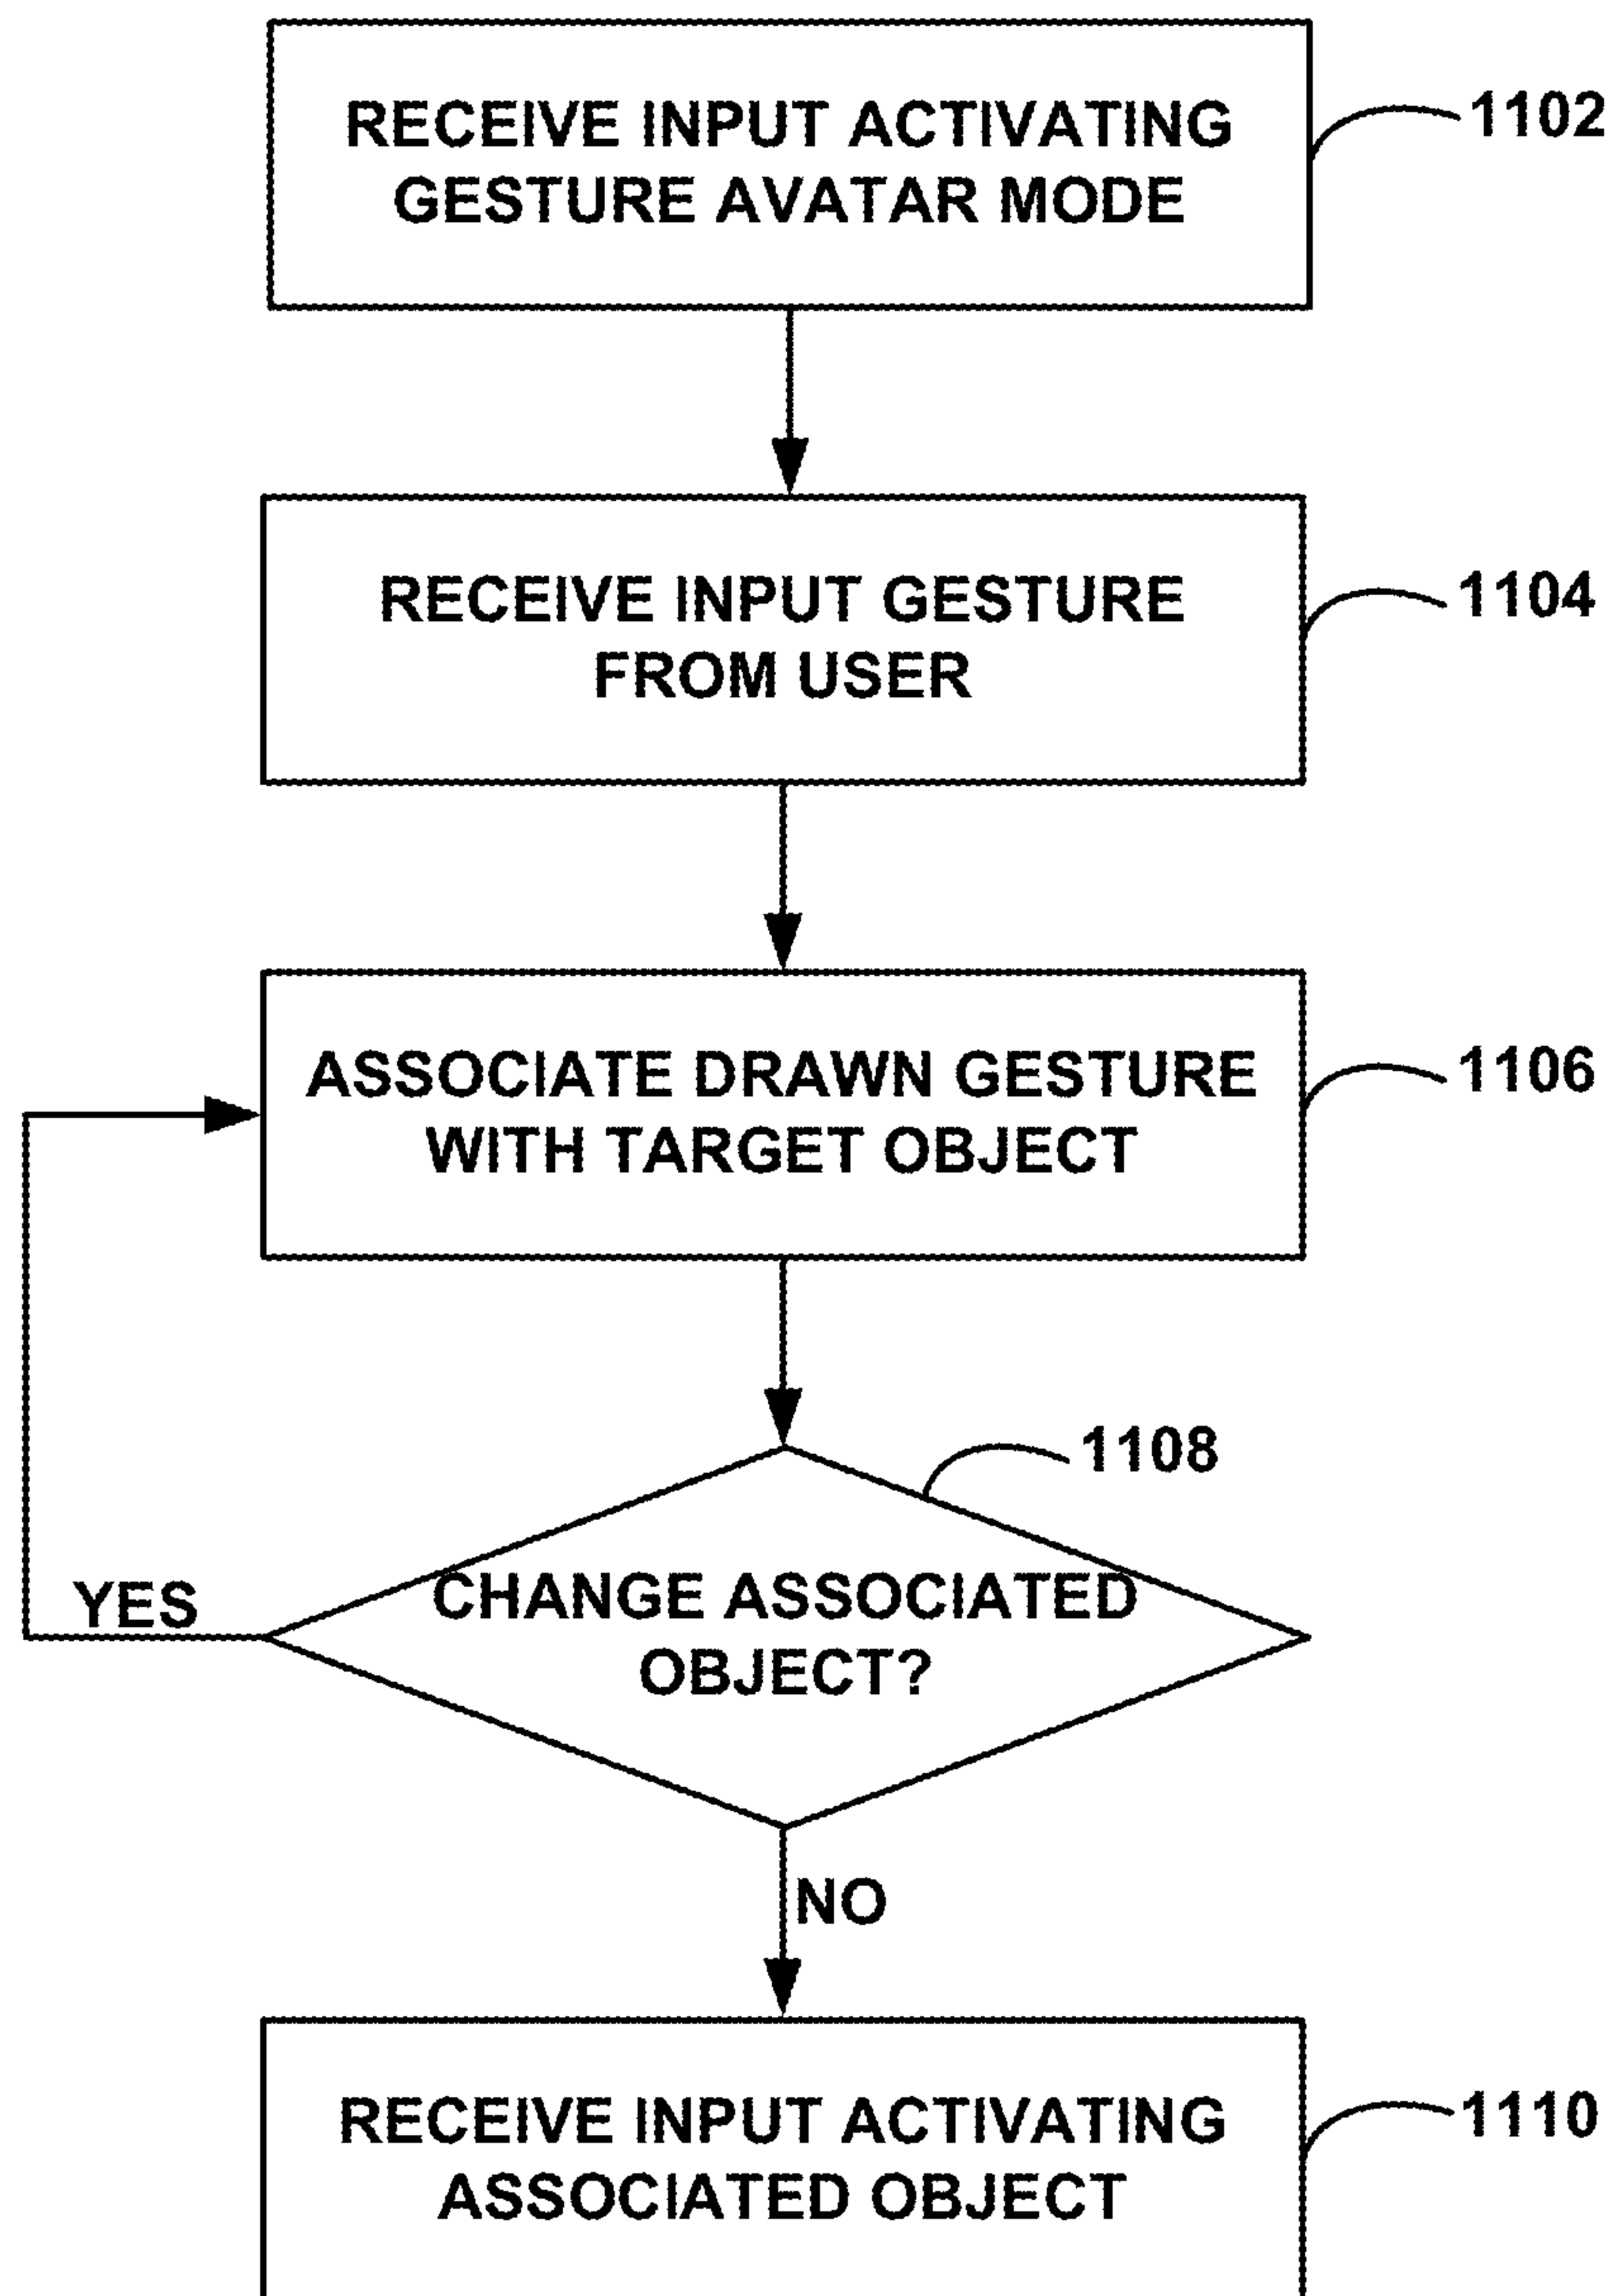 RECEIVE INPUT ACTIVATING
GESTURE AVATAR MODE
1102
RECEIVE INPUT GESTURE
FROM USER
1104
ASSOCIATE DRAWN GESTURE
WITH TARGET OBJECT
1106
1108
CHANGE ASSOCIATED
OBJECT?
YES
NO
RECEIVE INPUT ACTIVATING
ASSOCIATED OBJECT
1110